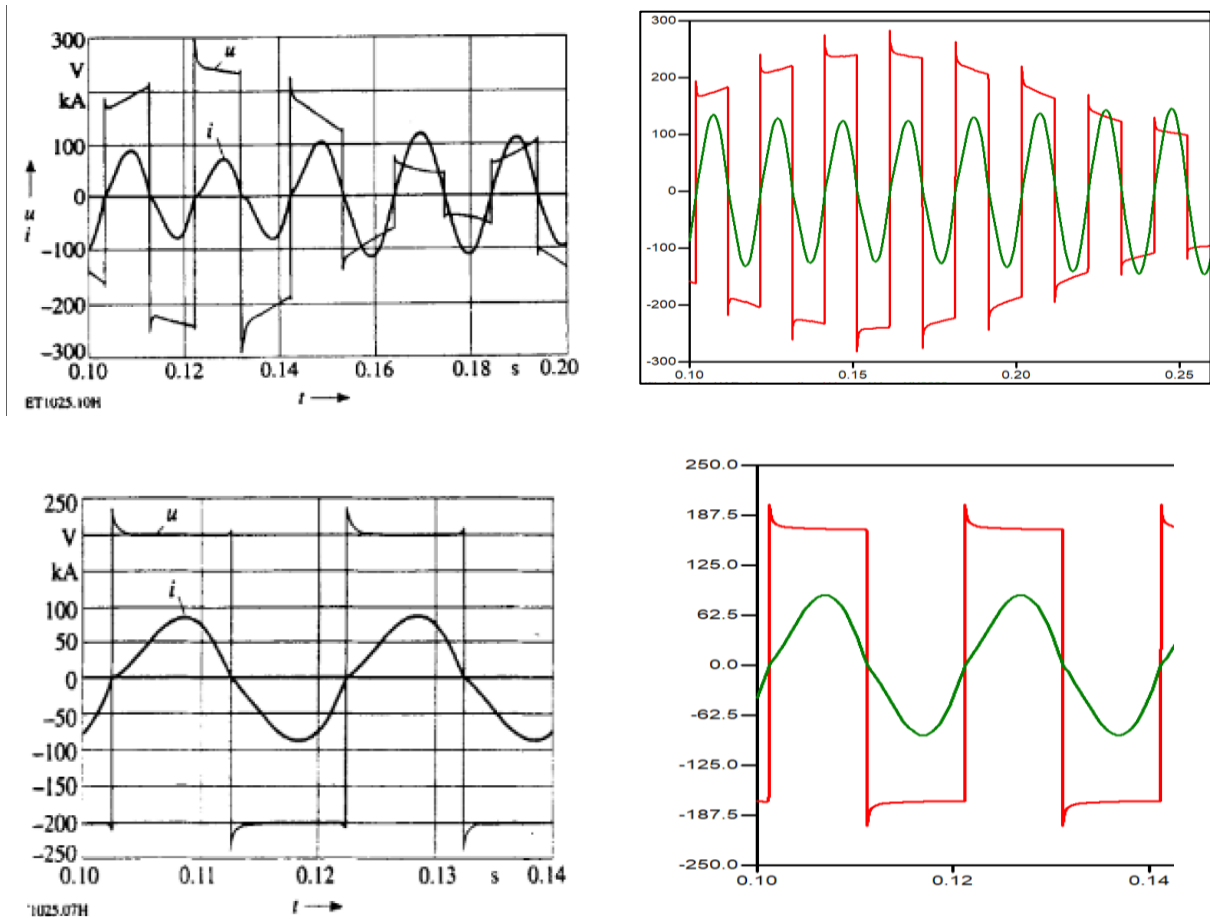 300
V
kA
100
0
−100
−200
−300
u
i
u
i
0.10 0.12 0.14 0.16 0.18 s 0.20
t
ET1025.10H
300
200
100
0
-100
-200
-300
0.10 0.15 0.20 0.25
250
V
kA
100
50
0
−50
−100
−150
−200
−250
u
i
0.10 0.11 0.12 0.13 s 0.14
t
1025.07H
250.0
187.5
125.0
62.5
0.0
-62.5
-125.0
-187.5
-250.0
0.10 0.12 0.14